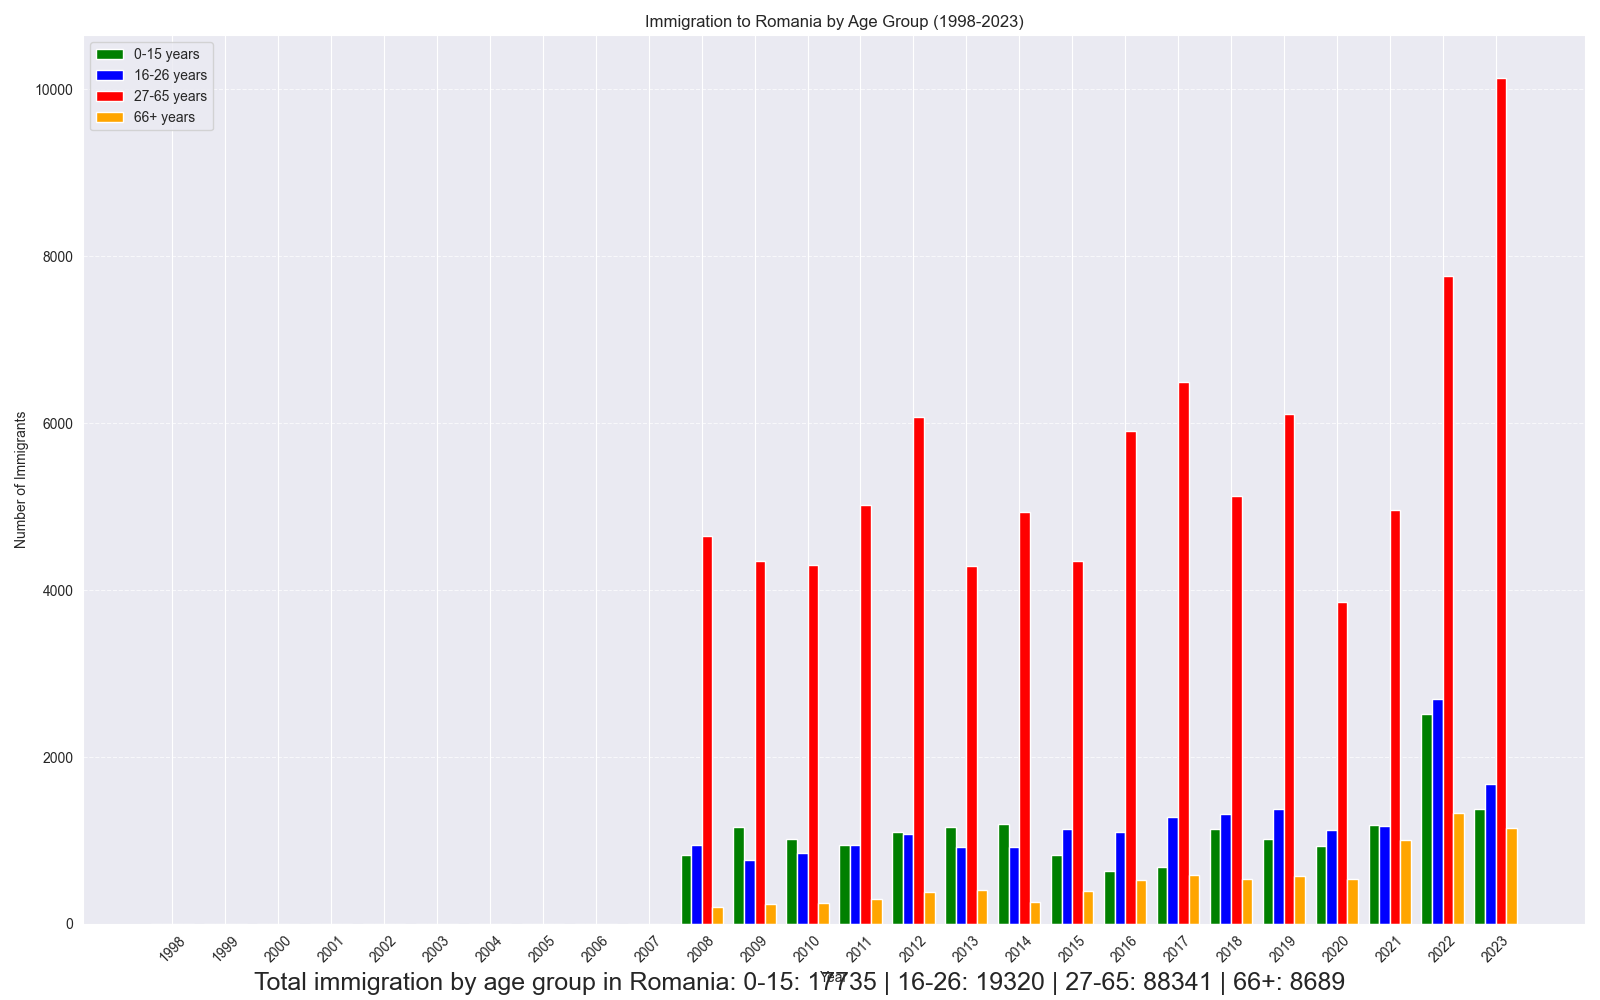 Immigration to Romania by Age Group (1998-2023)
0-15 years
16-26 years
27-65 years
66+ years
Number of Immigrants
10000
8000
6000
4000
2000
0
1998 1999 2000 2001 2002 2003 2004 2005 2006 2007 2008 2009 2010 2011 2012 2013 2014 2015 2016 2017 2018 2019 2020 2021 2022 2023
Year
Total immigration by age group in Romania: 0-15: 17735 | 16-26: 19320 | 27-65: 88341 | 66+: 8689